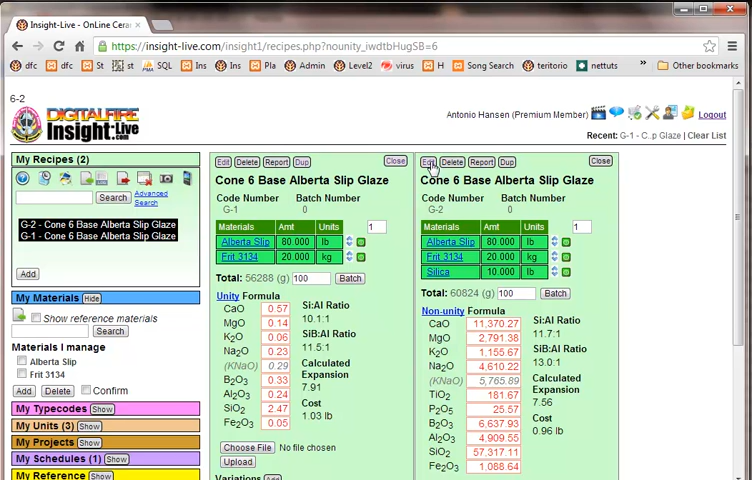 Insight-Live - OnLine Ceran
https://insight-live.com/insight1/recipes.php?nounity_iwdtbHugSB=6
dfc dfc St st SQL Ins Ins Pla Admin Level2 virus H Song Search teritorio nettuts Other bookmarks
6-2
DIGITALFIRE
Insight-Live.com
Antonio Hansen (Premium Member) Logout
Recent: G-1 - C..p Glaze | Clear List
My Recipes (2)
Search Advanced Search
G-2 - Cone 6 Base Alberta Slip Glaze
G-1 - Cone 6 Base Alberta Slip Glaze
Add
My Materials Hide
Show reference materials
Search
Materials I manage
Alberta Slip
Frit 3134
Add Delete Confirm
My Typecodes Show
My Units (3) Show
My Projects Show
My Schedules (1) Show
My Reference Show
Edit Delete Report Dup Close
Cone 6 Base Alberta Slip Glaze
Code Number Batch Number
G-1 0
Materials Amt Units 1
Alberta Slip 80.000 lb
Frit 3134 20.000 kg
Total: 56288 (g) 100 Batch
Unity Formula
CaO 0.57
MgO 0.14
K2O 0.06
Na2O 0.23
(KNaO) 0.29
B2O3 0.33
Al2O3 0.24
SiO2 2.47
Fe2O3 0.05
Si:Al Ratio
10.1:1
SiB:Al Ratio
11.5:1
Calculated Expansion
7.91
Cost
1.03 lb
Choose File No file chosen
Upload
Variations Add
Edit Delete Report Dup Close
Cone 6 Base Alberta Slip Glaze
Code Number Batch Number
G-2 0
Materials Amt Units 1
Alberta Slip 80.000 lb
Frit 3134 20.000 kg
Silica 10.000 lb
Total: 60824 (g) 100 Batch
Non-unity Formula
CaO 11,370.27
MgO 2,791.38
K2O 1,155.67
Na2O 4,610.22
(KNaO) 5,765.89
TiO2 181.67
P2O5 25.57
B2O3 6,637.93
Al2O3 4,909.55
SiO2 57,317.11
Fe2O3 1,088.64
Si:Al Ratio
11.7:1
SiB:Al Ratio
13.0:1
Calculated Expansion
7.56
Cost
0.96 lb